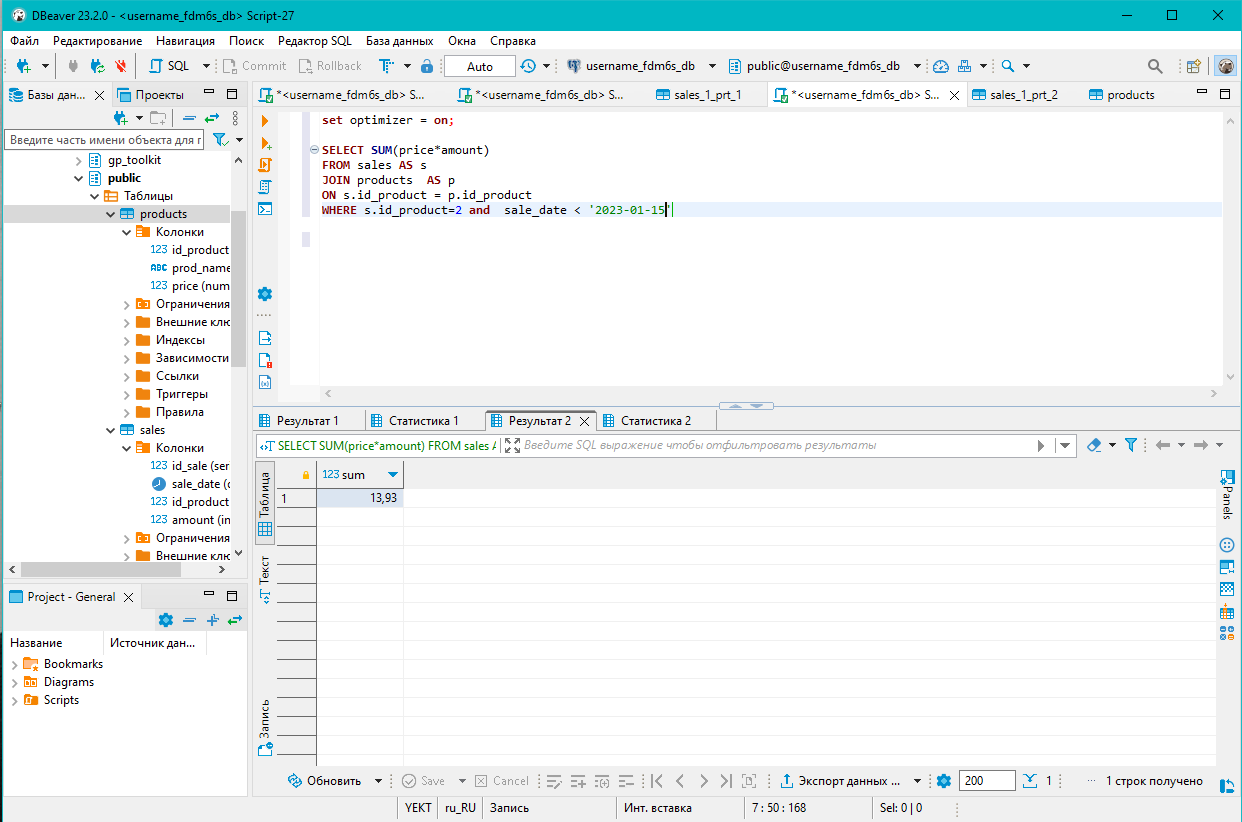 DBeaver 23.2.0 - <username_fdm6s_db> Script-27
Файл Редактирование Навигация Поиск Редактор SQL База данных Окна Справка
SQL Commit Rollback Auto username_fdm6s_db public@username_fdm6s_db
Базы дан... Проекты
*<username_fdm6s_db> S... *<username_fdm6s_db> S... sales_1_prt_1 *<username_fdm6s_db> S... sales_1_prt_2 products
Введите часть имени объекта для г
gp_toolkit
public
Таблицы
products
Колонки
123 id_product
ABC prod_name
123 price (num
Ограничения
Внешние клю
Индексы
Зависимости
Ссылки
Триггеры
Правила
sales
Колонки
123 id_sale (ser
sale_date (
123 id_product
123 amount (in
Ограничения
Внешние клю
set optimizer = on;
SELECT SUM(price*amount)
FROM sales AS s
JOIN products  AS p
ON s.id_product = p.id_product
WHERE s.id_product=2 and  sale_date < '2023-01-15'
Результат 1 Статистика 1 Результат 2 Статистика 2
SELECT SUM(price*amount) FROM sales A Введите SQL выражение чтобы отфильтровать результаты
Таблица
Текст
Запись
123 sum
1 13,93
Panels
Project - General
Название Источник дан...
Bookmarks
Diagrams
Scripts
Обновить Save Cancel Экспорт данных ... 200 1 ... 1 строк получено
YEKT ru_RU Запись Инт. вставка 7 : 50 : 168 Sel: 0 | 0